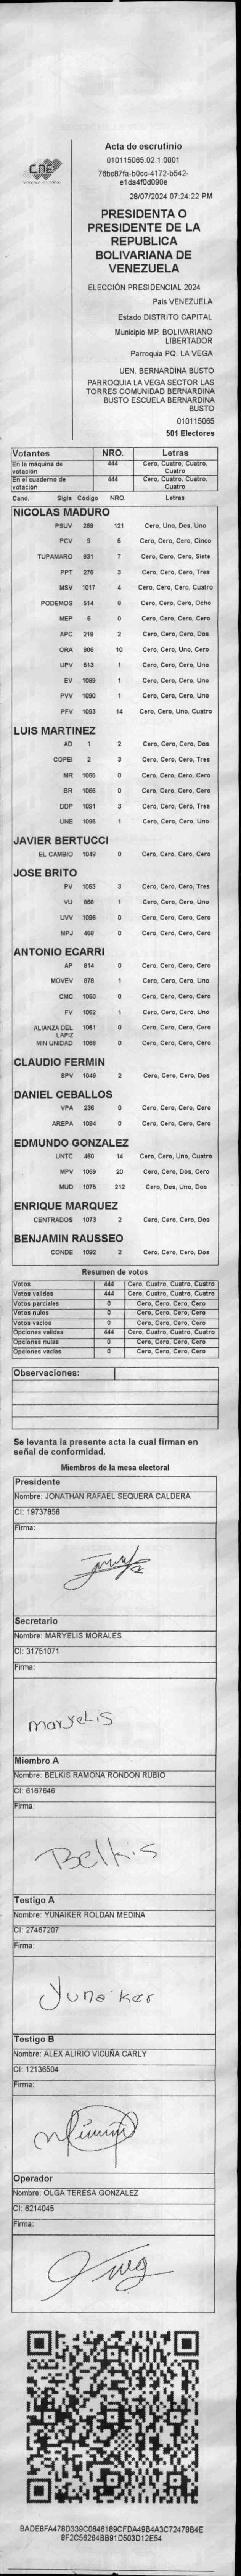 CNE
Acta de escrutinio
010115065.02.1.0001
76bc87fa-b0cc-4172-b542-
e1da4f0d090e
28/07/2024 07:24:22 PM
PRESIDENTA O
PRESIDENTE DE LA
REPUBLICA
BOLIVARIANA DE
VENEZUELA
ELECCIÓN PRESIDENCIAL 2024
Pais VENEZUELA
Estado DISTRITO CAPITAL
Municipio MP. BOLIVARIANO
LIBERTADOR
Parroquia PQ. LA VEGA
UEN. BERNARDINA BUSTO
PARROQUIA LA VEGA SECTOR LAS
TORRES COMUNIDAD BERNARDINA
BUSTO ESCUELA BERNARDINA
BUSTO
010115065
501 Electores
Votantes NRO. Letras
En la máquina de votación 444 Cero, Cuatro, Cuatro, Cuatro
En el cuaderno de votación 444 Cero, Cuatro, Cuatro, Cuatro
Cand. Sigla Código NRO. Letras
NICOLAS MADURO
PSUV 269 121 Cero, Uno, Dos, Uno
PCV 9 5 Cero, Cero, Cero, Cinco
TUPAMARO 931 7 Cero, Cero, Cero, Siete
PPT 276 3 Cero, Cero, Cero, Tres
MSV 1017 4 Cero, Cero, Cero, Cuatro
PODEMOS 514 8 Cero, Cero, Cero, Ocho
MEP 6 0 Cero, Cero, Cero, Cero
APC 219 2 Cero, Cero, Cero, Dos
ORA 906 10 Cero, Cero, Uno, Cero
UPV 513 1 Cero, Cero, Cero, Uno
EV 1099 1 Cero, Cero, Cero, Uno
PVV 1090 1 Cero, Cero, Cero, Uno
PFV 1093 14 Cero, Cero, Uno, Cuatro
LUIS MARTINEZ
AD 1 2 Cero, Cero, Cero, Dos
COPEI 2 3 Cero, Cero, Cero, Tres
MR 1065 0 Cero, Cero, Cero, Cero
BR 1066 0 Cero, Cero, Cero, Cero
DDP 1091 3 Cero, Cero, Cero, Tres
UNE 1095 1 Cero, Cero, Cero, Uno
JAVIER BERTUCCI
EL CAMBIO 1049 0 Cero, Cero, Cero, Cero
JOSE BRITO
PV 1053 3 Cero, Cero, Cero, Tres
VU 868 1 Cero, Cero, Cero, Uno
UVV 1096 0 Cero, Cero, Cero, Cero
MPJ 458 0 Cero, Cero, Cero, Cero
ANTONIO ECARRI
AP 814 0 Cero, Cero, Cero, Cero
MOVEV 878 1 Cero, Cero, Cero, Uno
CMC 1050 0 Cero, Cero, Cero, Cero
FV 1062 1 Cero, Cero, Cero, Uno
ALIANZA DEL LAPIZ 1051 0 Cero, Cero, Cero, Cero
MIN UNIDAD 1088 0 Cero, Cero, Cero, Cero
CLAUDIO FERMIN
SPV 1048 2 Cero, Cero, Cero, Dos
DANIEL CEBALLOS
VPA 236 0 Cero, Cero, Cero, Cero
AREPA 1094 0 Cero, Cero, Cero, Cero
EDMUNDO GONZALEZ
UNTC 460 14 Cero, Cero, Uno, Cuatro
MPV 1069 20 Cero, Cero, Dos, Cero
MUD 1075 212 Cero, Dos, Uno, Dos
ENRIQUE MARQUEZ
CENTRADOS 1073 2 Cero, Cero, Cero, Dos
BENJAMIN RAUSSEO
CONDE 1092 2 Cero, Cero, Cero, Dos
Resumen de votos
Votos 444 Cero, Cuatro, Cuatro, Cuatro
Votos validos 444 Cero, Cuatro, Cuatro, Cuatro
Votos parciales 0 Cero, Cero, Cero, Cero
Votos nulos 0 Cero, Cero, Cero, Cero
Votos vacios 0 Cero, Cero, Cero, Cero
Opciones validas 444 Cero, Cuatro, Cuatro, Cuatro
Opciones nulas 0 Cero, Cero, Cero, Cero
Opciones vacias 0 Cero, Cero, Cero, Cero
Observaciones:
Se levanta la presente acta la cual firman en
señal de conformidad.
Miembros de la mesa electoral
Presidente
Nombre: JONATHAN RAFAEL SEQUERA CALDERA
CI: 19737858
Firma:
Secretario
Nombre: MARYELIS MORALES
CI: 31751071
Firma:
maryelis
Miembro A
Nombre: BELKIS RAMONA RONDON RUBIO
CI: 6167646
Firma:
Belkis
Testigo A
Nombre: YUNAIKER ROLDAN MEDINA
CI: 27467207
Firma:
Yunaiker
Testigo B
Nombre: ALEX ALIRIO VICUÑA CARLY
CI: 12136504
Firma:
Operador
Nombre: OLGA TERESA GONZALEZ
CI: 6214045
Firma:
BADE8FA478D339C0846189CFDA49B4A3C72478B4E
8F2C56264BB91D503D12E54